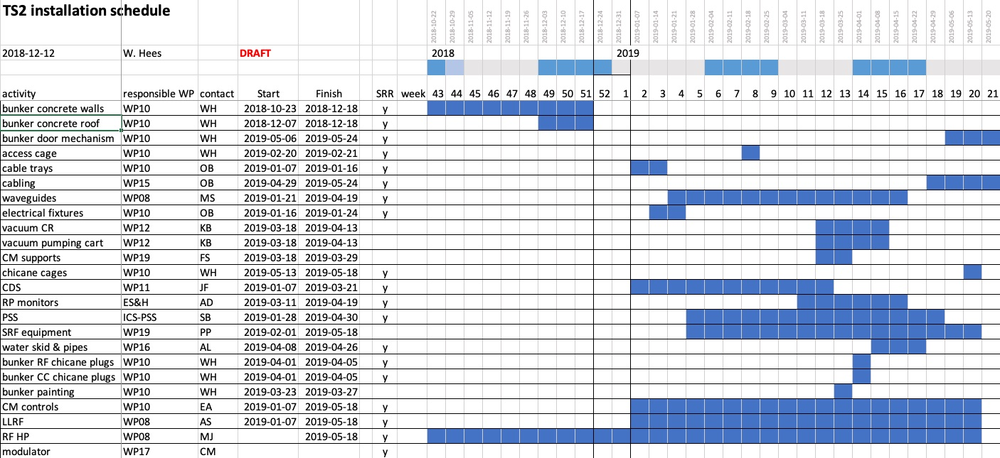 TS2 installation schedule
2018-10-22 2018-10-29 2018-11-05 2018-11-12 2018-11-19 2018-11-26 2018-12-03 2018-12-10 2018-12-17 2018-12-24 2018-12-31 2019-01-07 2019-01-14 2019-01-21 2019-01-28 2019-02-04 2019-02-11 2019-02-18 2019-02-25 2019-03-04 2019-03-11 2019-03-18 2019-03-25 2019-04-01 2019-04-08 2019-04-15 2019-04-22 2019-04-29 2019-05-06 2019-05-13 2019-05-20
2018-12-12 W. Hees DRAFT 2018 2019
activity responsible WP contact Start Finish SRR week 43 44 45 46 47 48 49 50 51 52 1 2 3 4 5 6 7 8 9 10 11 12 13 14 15 16 17 18 19 20 21
bunker concrete walls WP10 WH 2018-10-23 2018-12-18 y
bunker concrete roof WP10 WH 2018-12-07 2018-12-18 y
bunker door mechanism WP10 WH 2019-05-06 2019-05-24 y
access cage WP10 WH 2019-02-20 2019-02-21 y
cable trays WP10 OB 2019-01-07 2019-01-16 y
cabling WP15 OB 2019-04-29 2019-05-24 y
waveguides WP08 MS 2019-01-21 2019-04-19 y
electrical fixtures WP10 OB 2019-01-16 2019-01-24 y
vacuum CR WP12 KB 2019-03-18 2019-04-13
vacuum pumping cart WP12 KB 2019-03-18 2019-04-13
CM supports WP19 FS 2019-03-18 2019-03-29
chicane cages WP10 WH 2019-05-13 2019-05-18 y
CDS WP11 JF 2019-01-07 2019-03-21 y
RP monitors ES&H AD 2019-03-11 2019-04-19 y
PSS ICS-PSS SB 2019-01-28 2019-04-30 y
SRF equipment WP19 PP 2019-02-01 2019-05-18
water skid & pipes WP16 AL 2019-04-08 2019-04-26 y
bunker RF chicane plugs WP10 WH 2019-04-01 2019-04-05 y
bunker CC chicane plugs WP10 WH 2019-04-01 2019-04-05 y
bunker painting WP10 WH 2019-03-23 2019-03-27
CM controls WP10 EA 2019-01-07 2019-05-18 y
LLRF WP08 AS 2019-01-07 2019-05-18 y
RF HP WP08 MJ 2019-05-18 y
modulator WP17 CM y